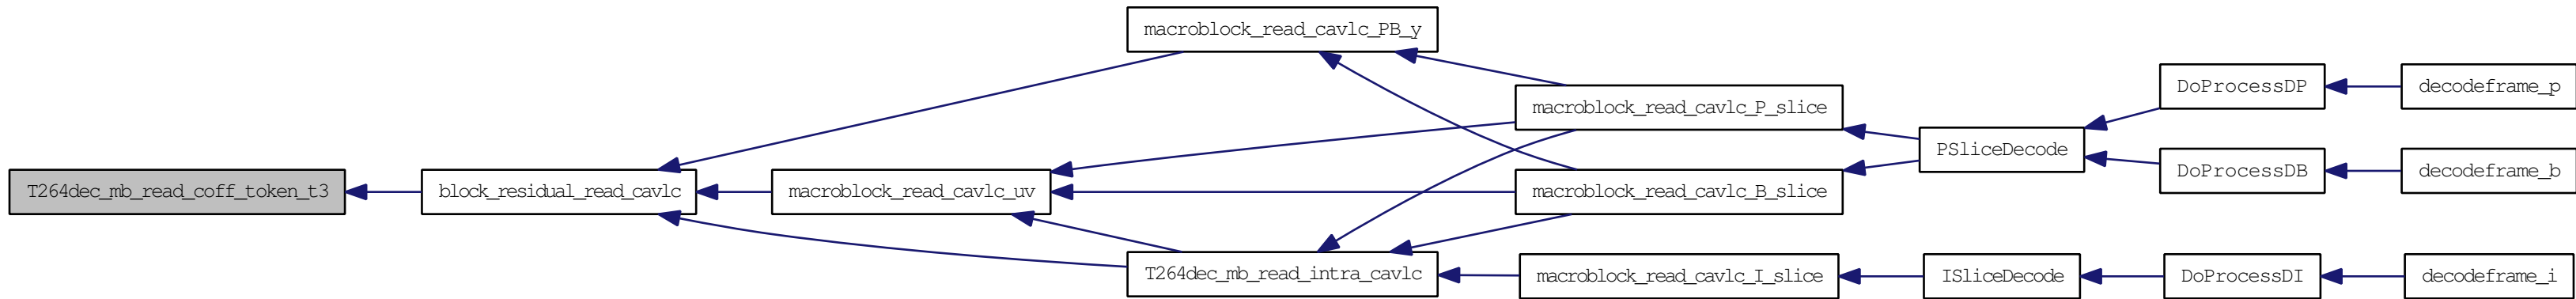 macroblock_read_cavlc_PB_y
DoProcessDP
decodeframe_p
macroblock_read_cavlc_P_slice
PSliceDecode
T264dec_mb_read_coff_token_t3
block_residual_read_cavlc
macroblock_read_cavlc_uv
macroblock_read_cavlc_B_slice
DoProcessDB
decodeframe_b
T264dec_mb_read_intra_cavlc
macroblock_read_cavlc_I_slice
ISliceDecode
DoProcessDI
decodeframe_i